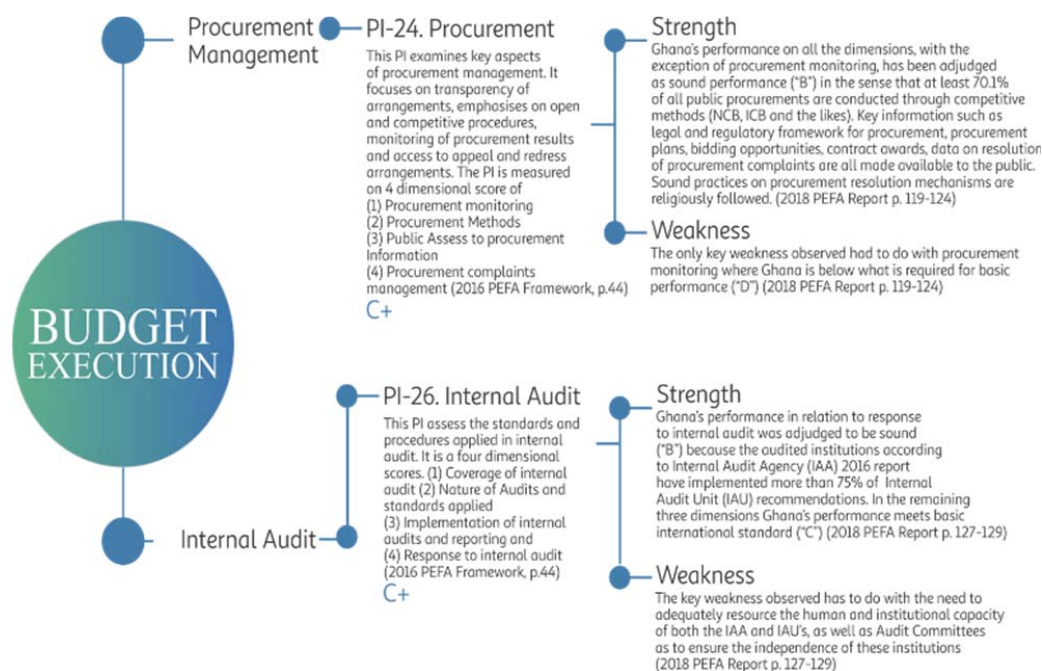 BUDGET
EXECUTION
Procurement
Management
PI-24. Procurement
This PI examines key aspects
of procurement management. It
focuses on transparency of
arrangements, emphasises on open
and competitive procedures,
monitoring of procurement results
and access to appeal and redress
arrangements. The PI is measured
on 4 dimensional score of
(1) Procurement monitoring
(2) Procurement Methods
(3) Public Assess to procurement
Information
(4) Procurement complaints
management (2016 PEFA Framework, p.44)
C+
Strength
Ghana's performance on all the dimensions, with the
exception of procurement monitoring, has been adjudged
as sound performance ("B") in the sense that at least 70.1%
of all public procurements are conducted through competitive
methods (NCB, ICB and the likes). Key information such as
legal and regulatory framework for procurement, procurement
plans, bidding opportunities, contract awards, data on resolution
of procurement complaints are all made available to the public.
Sound practices on procurement resolution mechanisms are
religiously followed. (2018 PEFA Report p. 119-124)
Weakness
The only key weakness observed had to do with procurement
monitoring where Ghana is below what is required for basic
performance ("D") (2018 PEFA Report p. 119-124)
Internal Audit
PI-26. Internal Audit
This PI assess the standards and
procedures applied in internal
audit. It is a four dimensional
scores. (1) Coverage of internal
audit (2) Nature of Audits and
standards applied
(3) Implementation of internal
audits and reporting and
(4) Response to internal audit
(2016 PEFA Framework, p.44)
C+
Strength
Ghana's performance in relation to response
to internal audit was adjudged to be sound
("B") because the audited institutions according
to Internal Audit Agency (IAA) 2016 report
have implemented more than 75% of Internal
Audit Unit (IAU) recommendations. In the remaining
three dimensions Ghana's performance meets basic
international standard ("C") (2018 PEFA Report p. 127-129)
Weakness
The key weakness observed has to do with the need to
adequately resource the human and institutional capacity
of both the IAA and IAU's, as well as Audit Committees
as to ensure the independence of these institutions
(2018 PEFA Report p. 127-129)